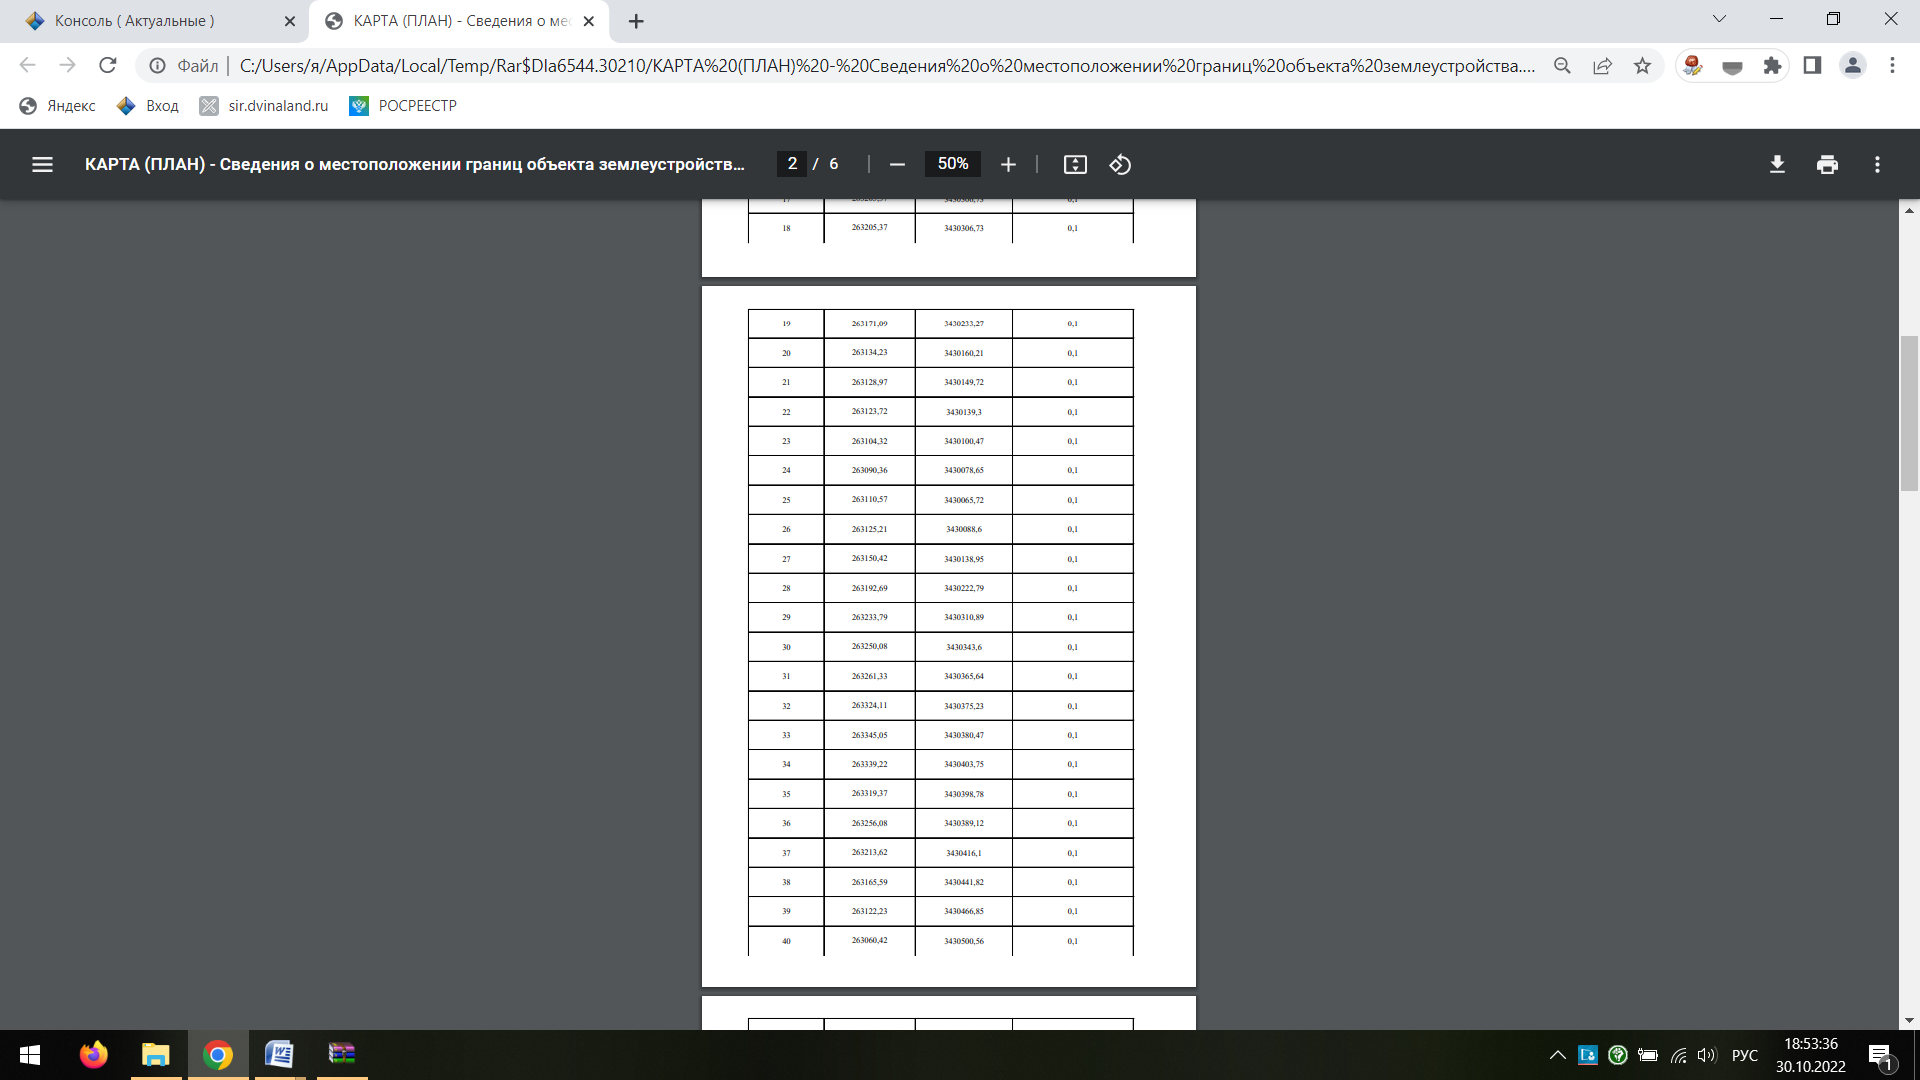 Консоль ( Актуальные )
КАРТА (ПЛАН) - Сведения о ме
Файл C:/Users/я/AppData/Local/Temp/Rar$DIa6544.30210/КАРТА%20(ПЛАН)%20-%20Сведения%20о%20местоположении%20границ%20объекта%20землеустройства....
Яндекс Вход sir.dvinaland.ru РОСРЕЕСТР
КАРТА (ПЛАН) - Сведения о местоположении границ объекта землеустройств... 2 / 6 50%
18 263205,37 3430306,73 0,1
19 263171,09 3430233,27 0,1
20 263134,23 3430160,21 0,1
21 263128,97 3430149,72 0,1
22 263123,72 3430139,3 0,1
23 263104,32 3430100,47 0,1
24 263090,36 3430078,65 0,1
25 263110,57 3430065,72 0,1
26 263125,21 3430088,6 0,1
27 263150,42 3430138,95 0,1
28 263192,69 3430222,79 0,1
29 263233,79 3430310,89 0,1
30 263250,08 3430343,6 0,1
31 263261,33 3430365,64 0,1
32 263324,11 3430375,23 0,1
33 263345,05 3430380,47 0,1
34 263339,22 3430403,75 0,1
35 263319,37 3430398,78 0,1
36 263256,08 3430389,12 0,1
37 263213,62 3430416,1 0,1
38 263165,59 3430441,82 0,1
39 263122,23 3430466,85 0,1
40 263060,42 3430500,56 0,1
РУС
18:53:36
30.10.2022
1